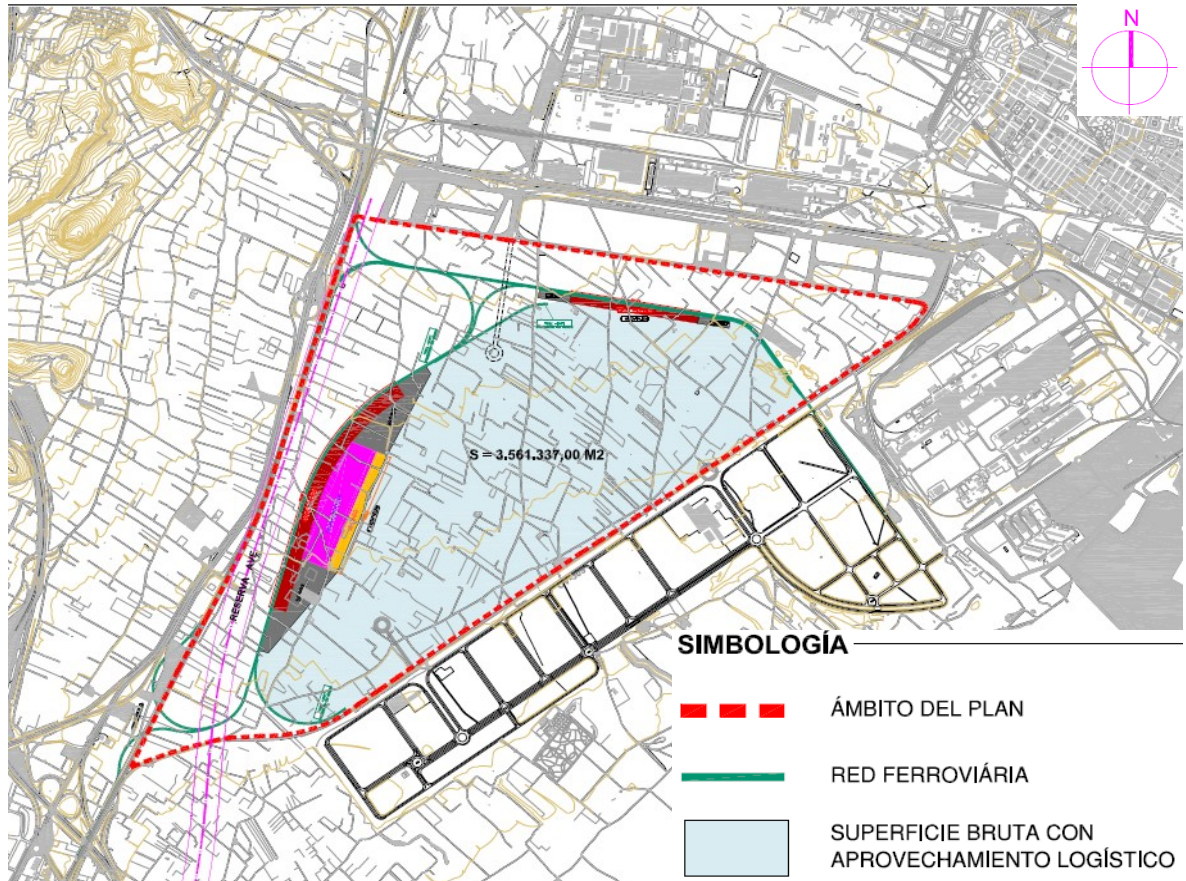 N
S = 3.561.337,00 M2
RESERVA AVE
SIMBOLOGÍA
ÁMBITO DEL PLAN
RED FERROVIÁRIA
SUPERFICIE BRUTA CON
APROVECHAMIENTO LOGÍSTICO